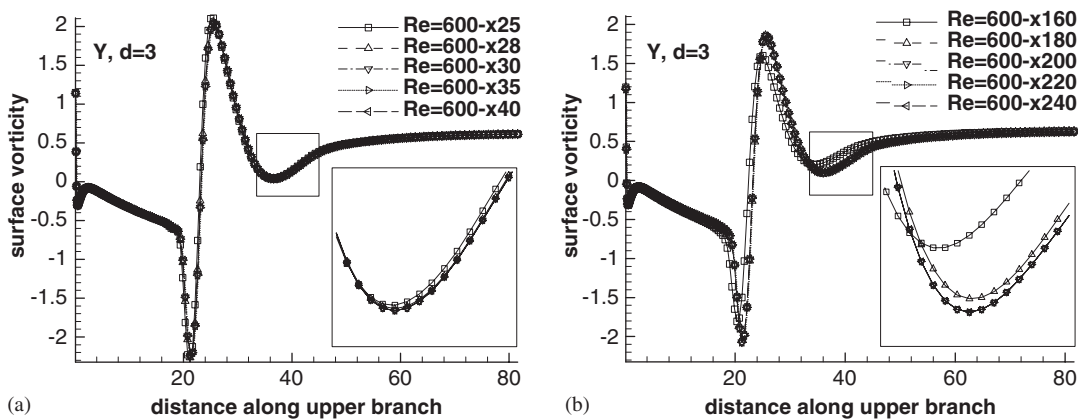 Y, d=3
Re=600-x25
Re=600-x28
Re=600-x30
Re=600-x35
Re=600-x40
surface vorticity
2
1.5
1
0.5
0
-0.5
-1
-1.5
-2
20
40
60
80
distance along upper branch
(a)
Y, d=3
Re=600-x160
Re=600-x180
Re=600-x200
Re=600-x220
Re=600-x240
surface vorticity
2
1.5
1
0.5
0
-0.5
-1
-1.5
-2
20
40
60
80
distance along upper branch
(b)